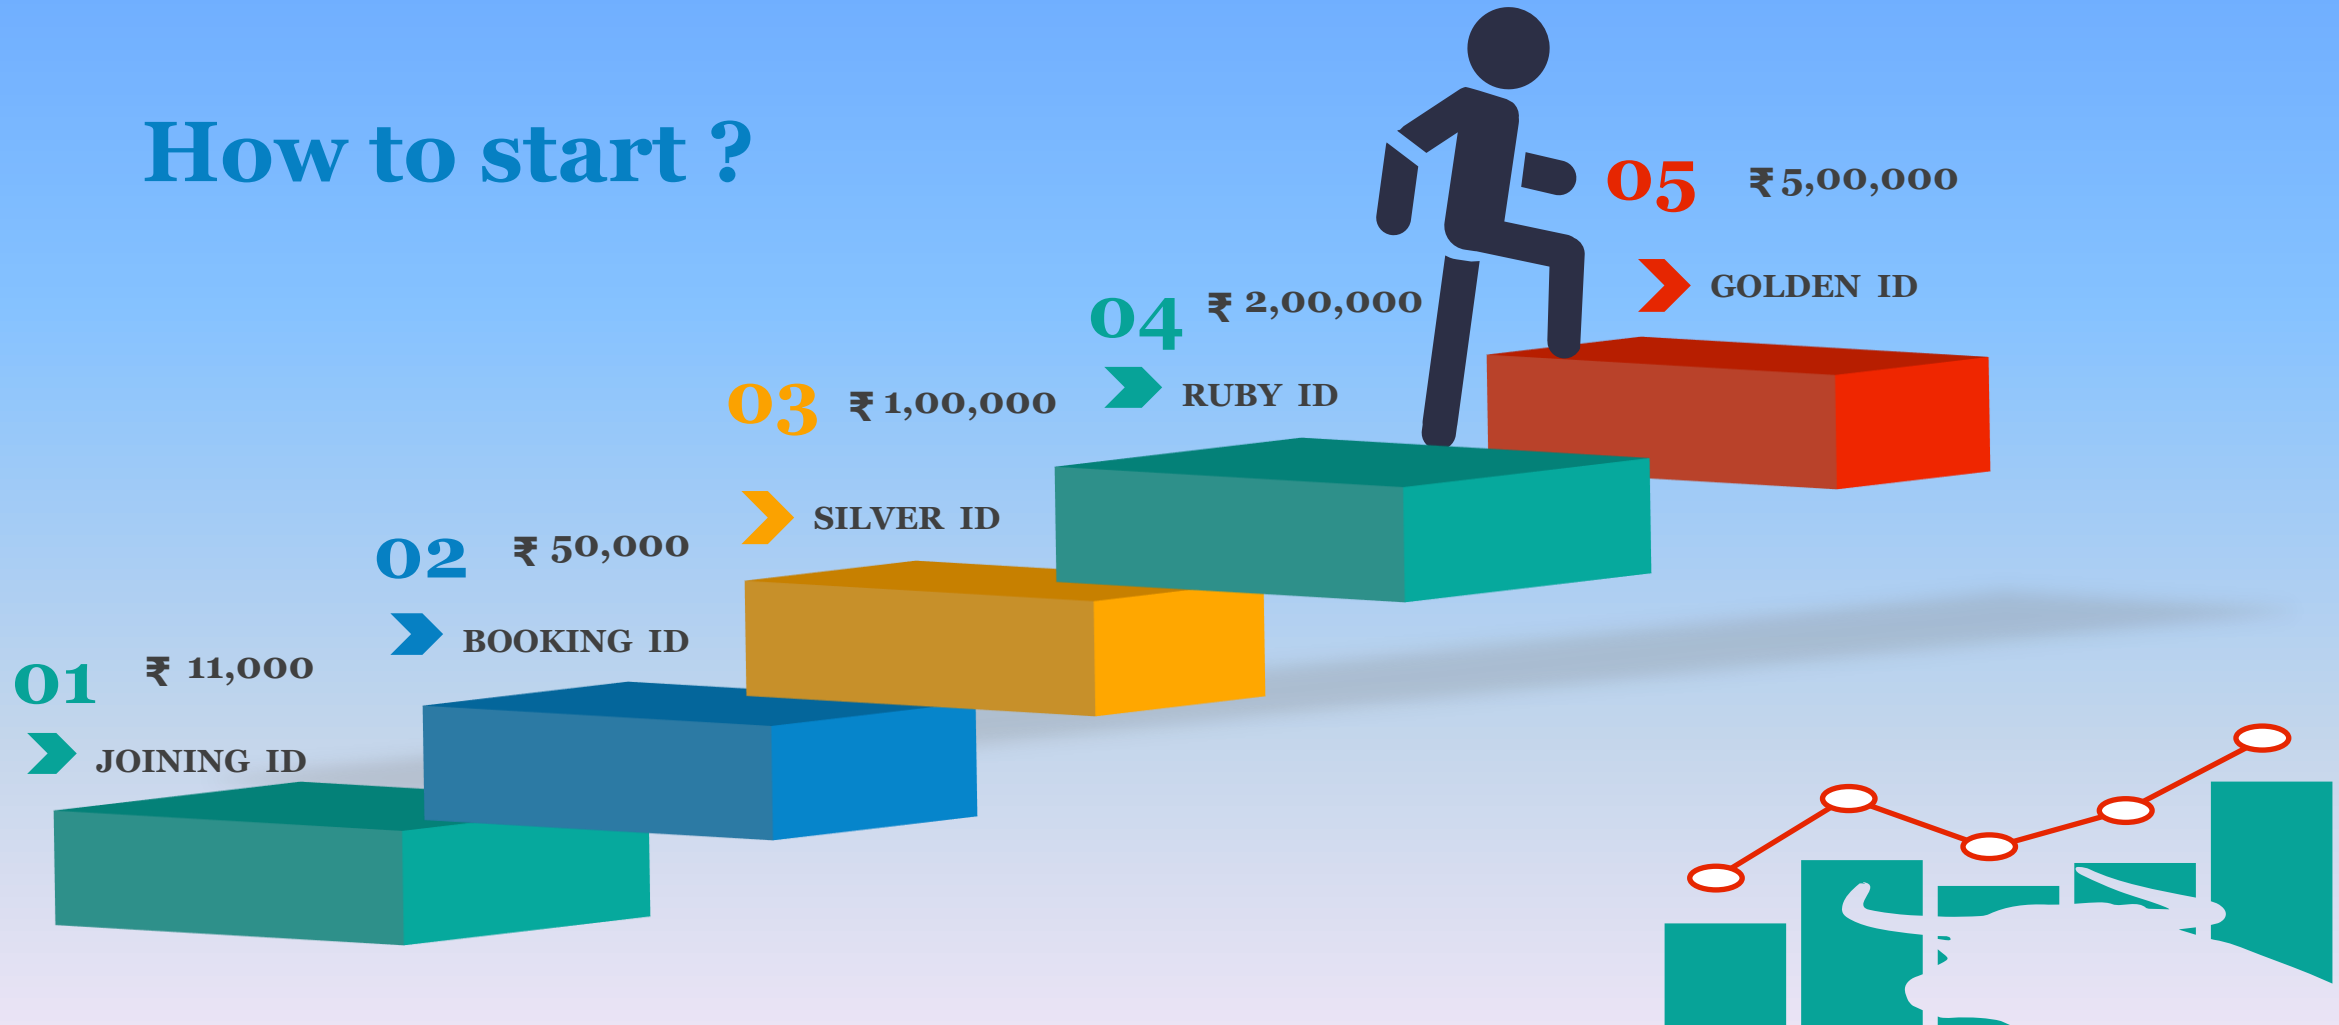 How to start ?
01 ₹ 11,000
JOINING ID
02 ₹ 50,000
BOOKING ID
03 ₹ 1,00,000
SILVER ID
04 ₹ 2,00,000
RUBY ID
05 ₹ 5,00,000
GOLDEN ID